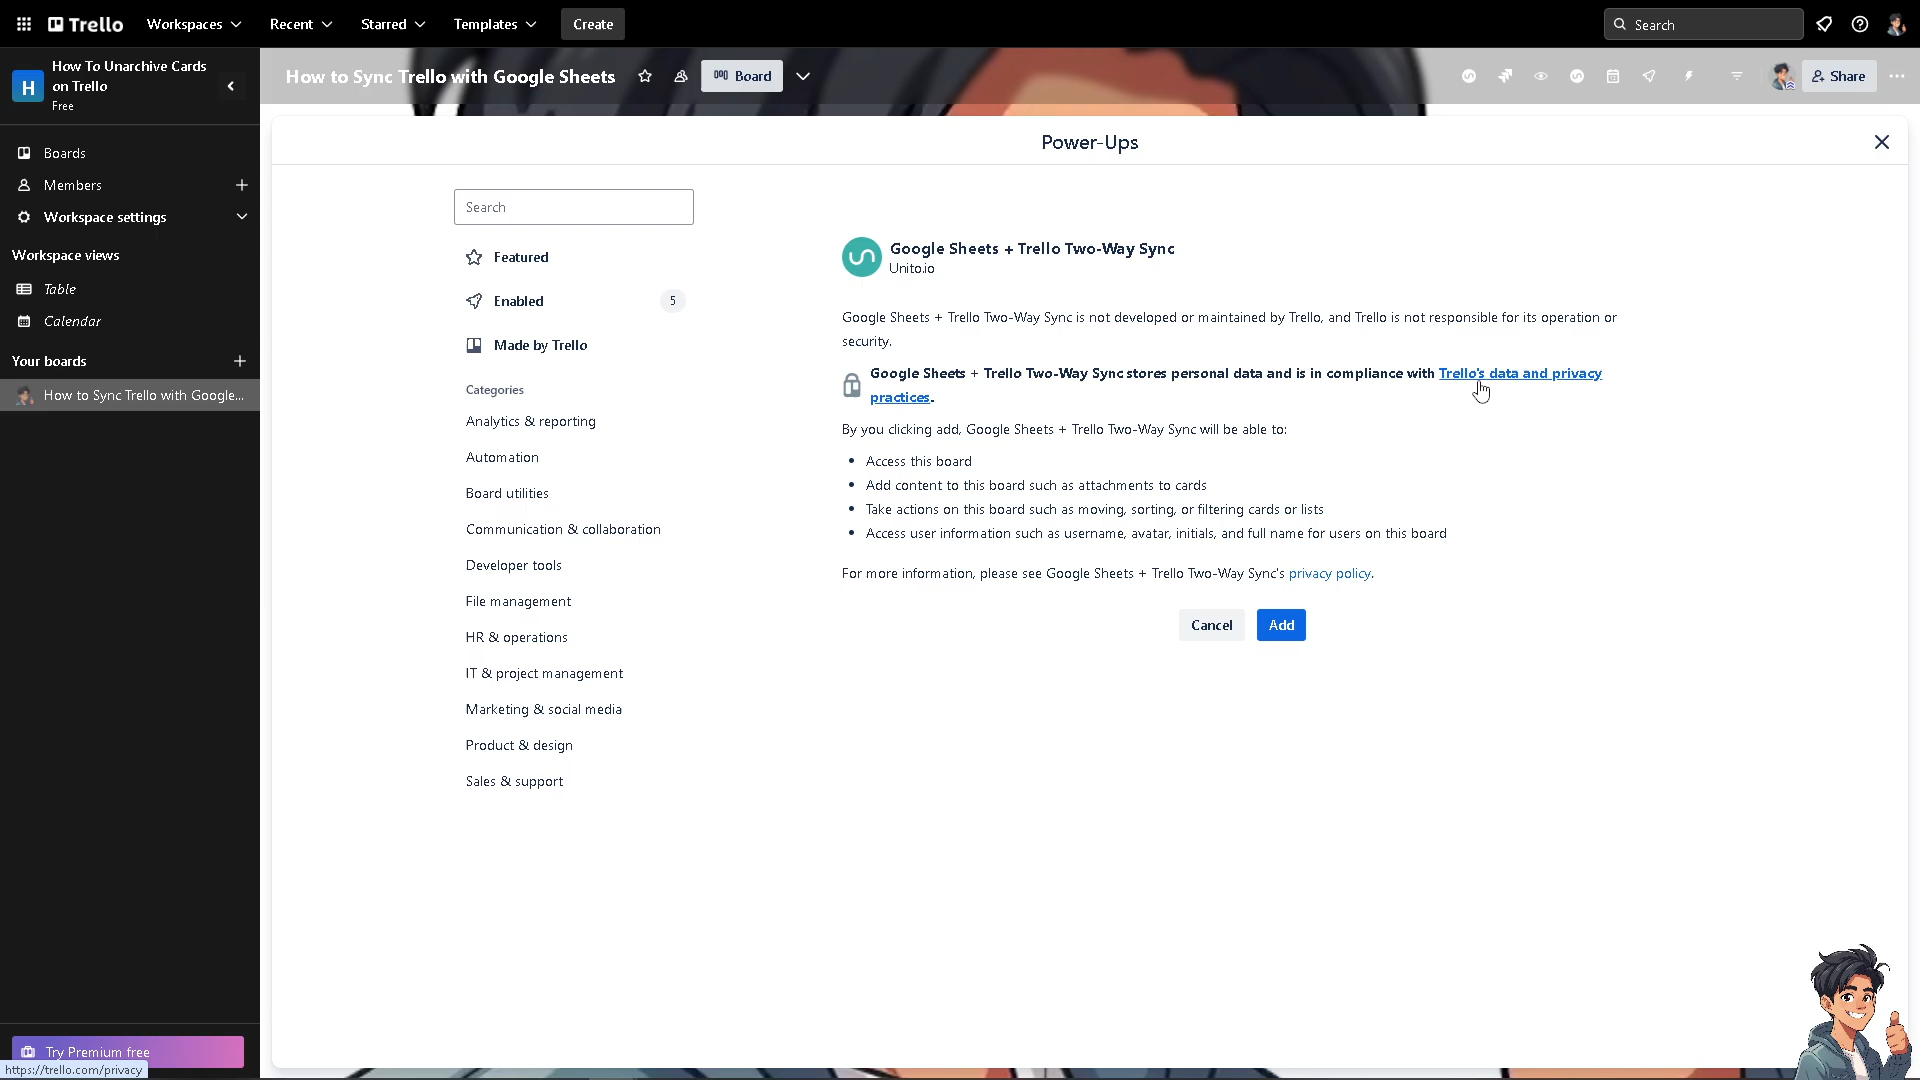 Trello
Workspaces
Recent
Starred
Templates
Create
Search
H
How To Unarchive Cards
on Trello
Free
How to Sync Trello with Google Sheets
Board
Share
Boards
Members
Workspace settings
Workspace views
Table
Calendar
Your boards
How to Sync Trello with Google...
Try Premium free
https://trello.com/privacy
Power-Ups
Search
Featured
Enabled
5
Made by Trello
Categories
Analytics & reporting
Automation
Board utilities
Communication & collaboration
Developer tools
File management
HR & operations
IT & project management
Marketing & social media
Product & design
Sales & support
Google Sheets + Trello Two-Way Sync
Unito.io
Google Sheets + Trello Two-Way Sync is not developed or maintained by Trello, and Trello is not responsible for its operation or
security.
Google Sheets + Trello Two-Way Sync stores personal data and is in compliance with Trello's data and privacy
practices.
By you clicking add, Google Sheets + Trello Two-Way Sync will be able to:
• Access this board
• Add content to this board such as attachments to cards
• Take actions on this board such as moving, sorting, or filtering cards or lists
• Access user information such as username, avatar, initials, and full name for users on this board
For more information, please see Google Sheets + Trello Two-Way Sync's privacy policy.
Cancel
Add